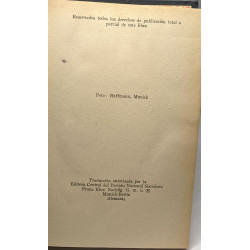 Reservados todos los derechos de publicación, total o
parcial de este libro
Foto: Hoffmann, Munich
Traducción autorizada por la
Editora Central del Partido Nacional Socialista
Franz Eher Nachflg. G. m. b. H.
Munich-Berlin
Alemania